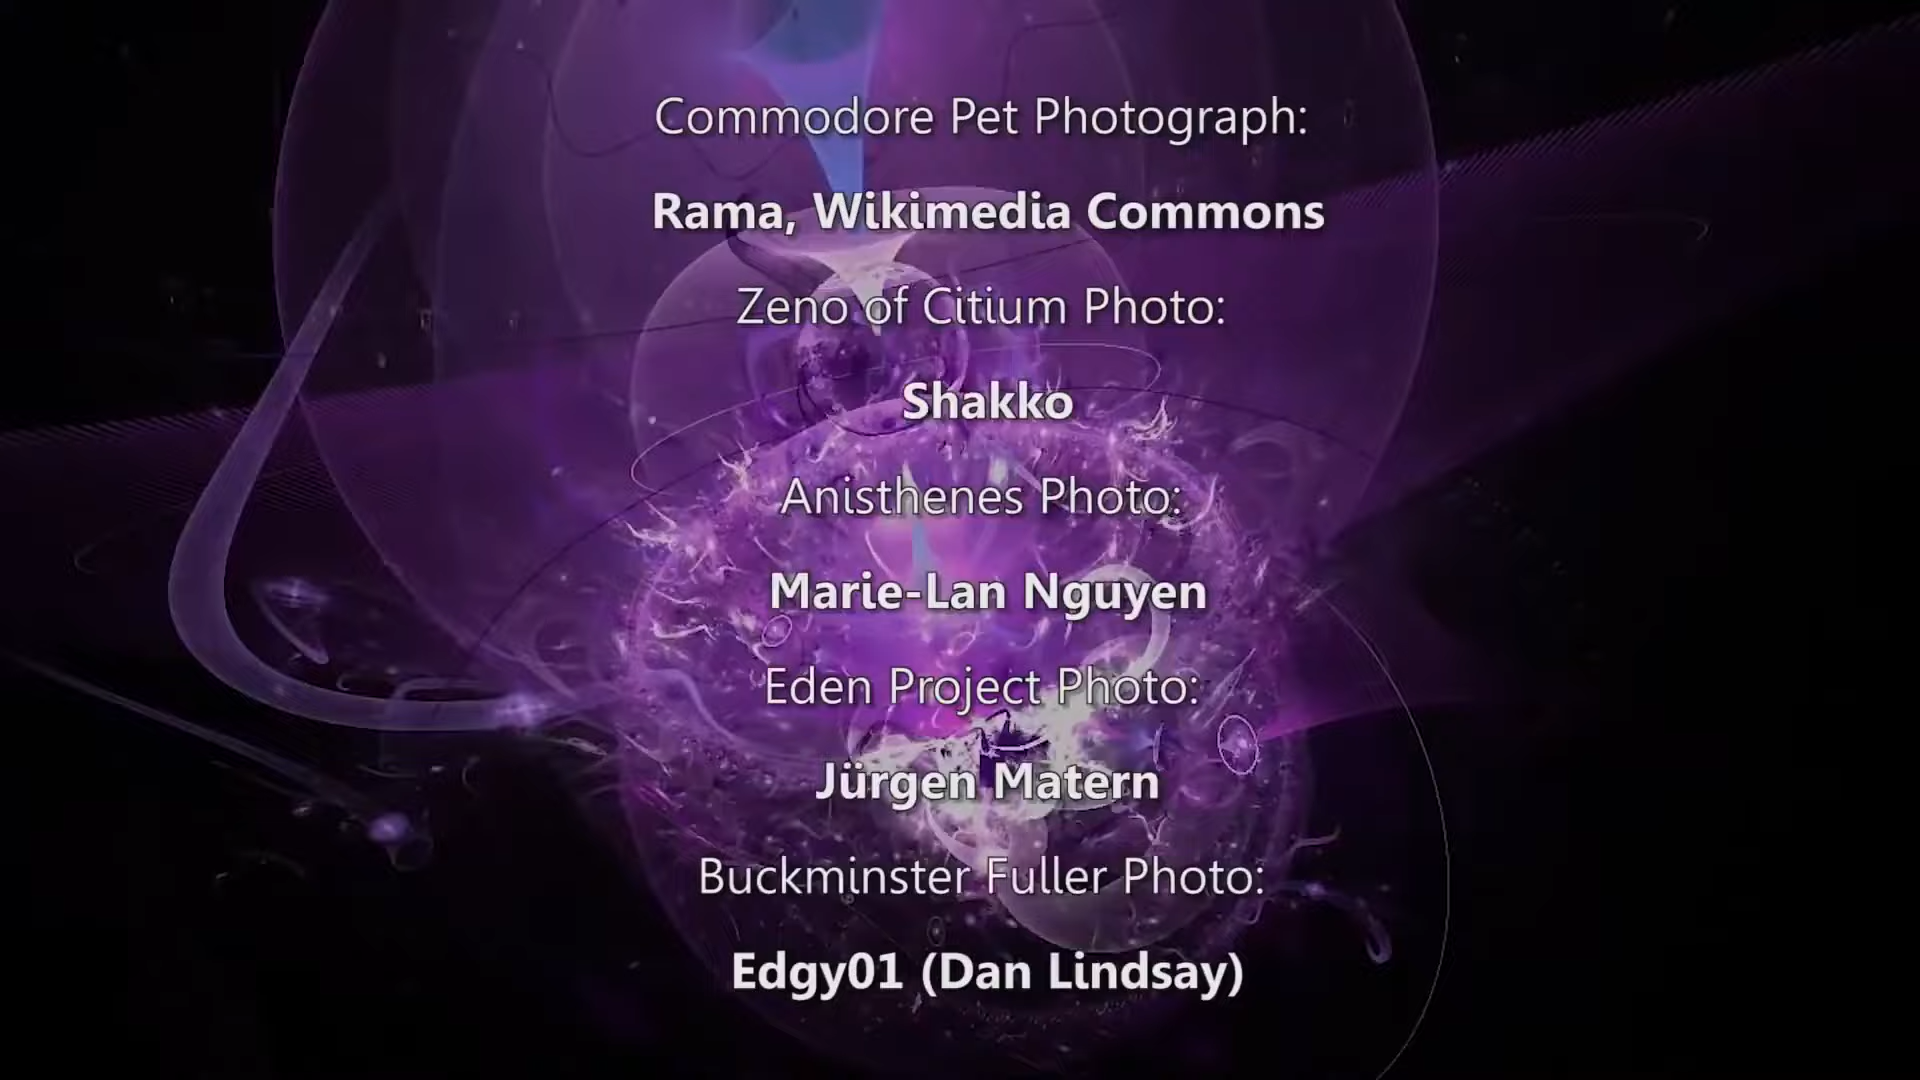 Commodore Pet Photograph:
Rama, Wikimedia Commons
Zeno of Citium Photo:
Shakko
Anisthenes Photo:
Marie-Lan Nguyen
Eden Project Photo:
Jürgen Matern
Buckminster Fuller Photo:
Edgy01 (Dan Lindsay)